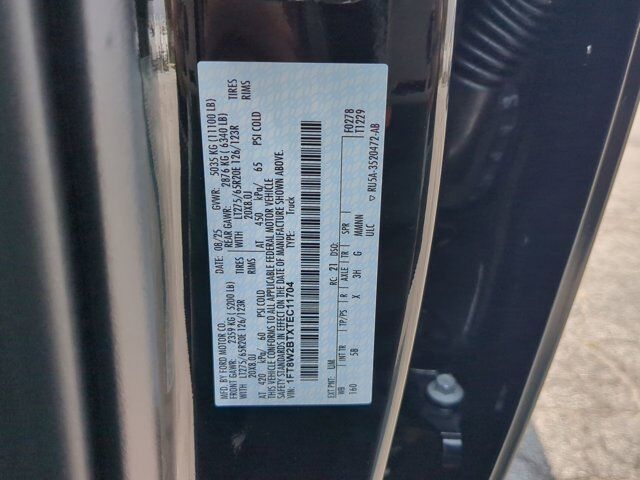 MFD. BY FORD MOTOR CO. DATE: 08/25 GVWR: 5035 KG (11100 LB)
FRONT GAWR: 2359 KG (5200 LB) REAR GAWR: 2876 KG (6340 LB)
LT275/65R20E 126/123R TIRES WITH LT275/65R20E 126/123R TIRES
20X8.0J RIMS 20X8.0J RIMS
AT 420 kPa/ 60 PSI COLD AT 450 kPa/ 65 PSI COLD
THIS VEHICLE CONFORMS TO ALL APPLICABLE FEDERAL MOTOR VEHICLE
STANDARDS IN EFFECT ON THE DATE OF MANUFACTURE SHOWN ABOVE.
VIN: 1FT8W2BTXTEC11704 TYPE: Truck
F0278
T1229
EXT PNT: UM RC: 21 DSO:
WB INT TR TP/PS R AXLE TR SPR
160 5B X 3H G MMMNN
ULC
▽ RU5A-3520472-AB